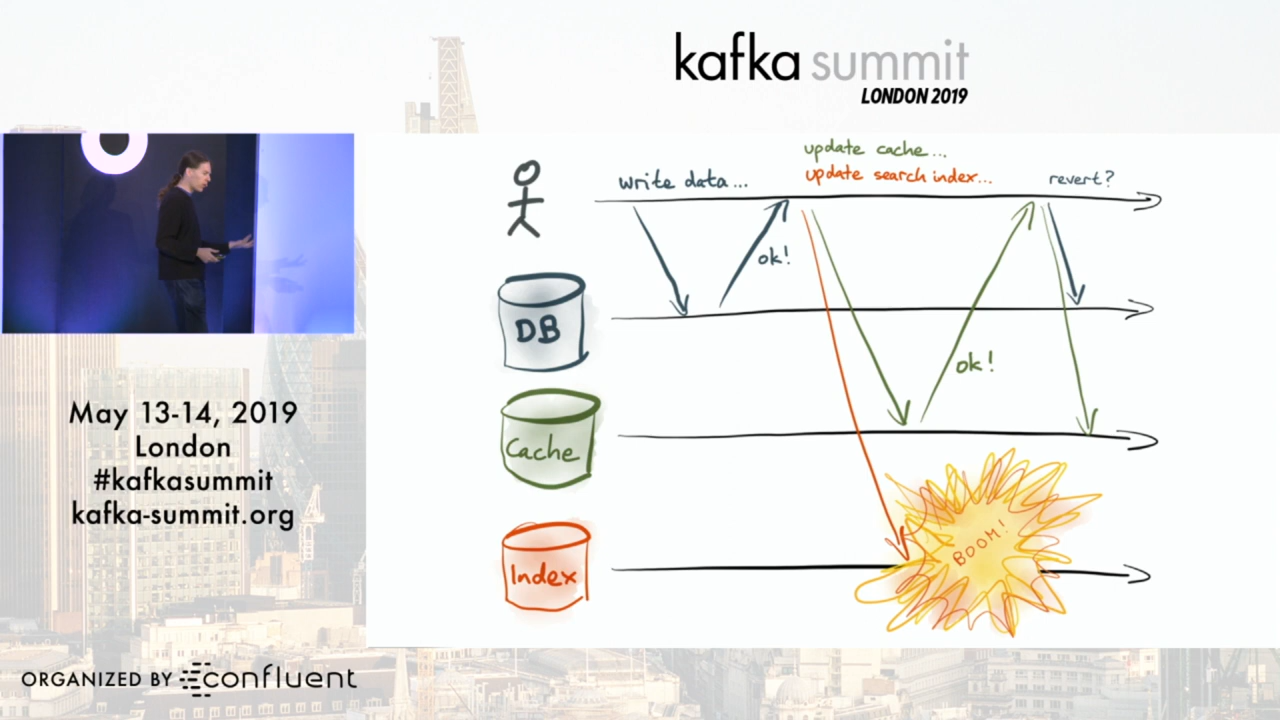 kafka summit
LONDON 2019
May 13-14, 2019
London
#kafkasummit
kafka-summit.org
ORGANIZED BY confluent
update cache...
write data...
update search index...
revert?
ok!
DB
ok!
Cache
BOOM!
Index